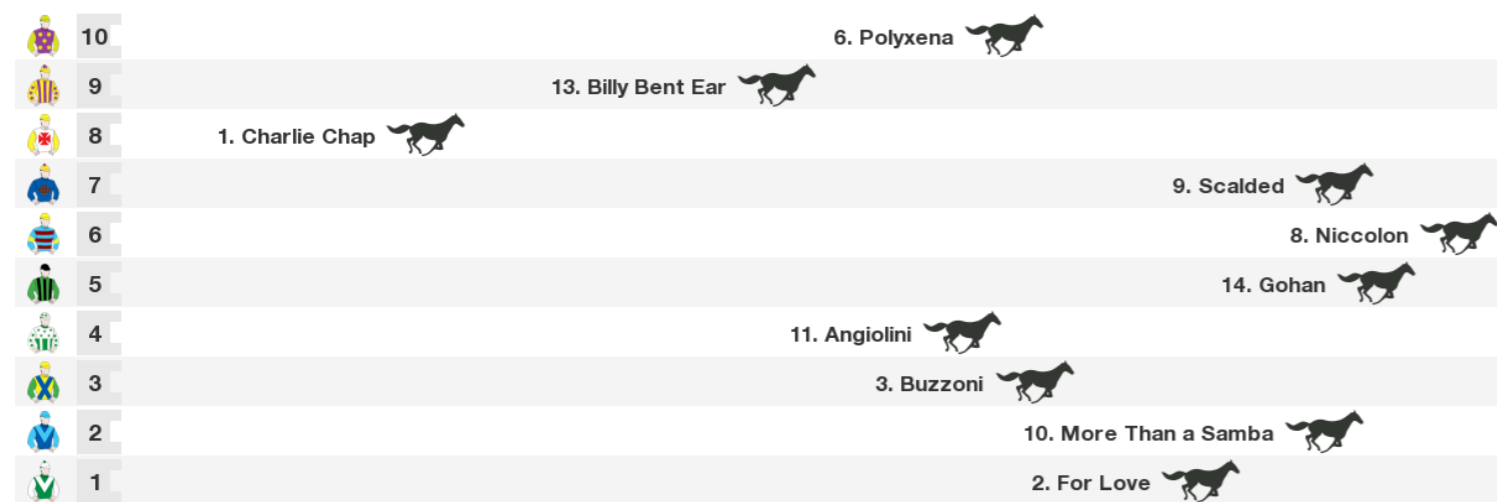 10 6. Polyxena
9 13. Billy Bent Ear
8 1. Charlie Chap
7 9. Scalded
6 8. Niccolon
5 14. Gohan
4 11. Angiolini
3 3. Buzzoni
2 10. More Than a Samba
1 2. For Love